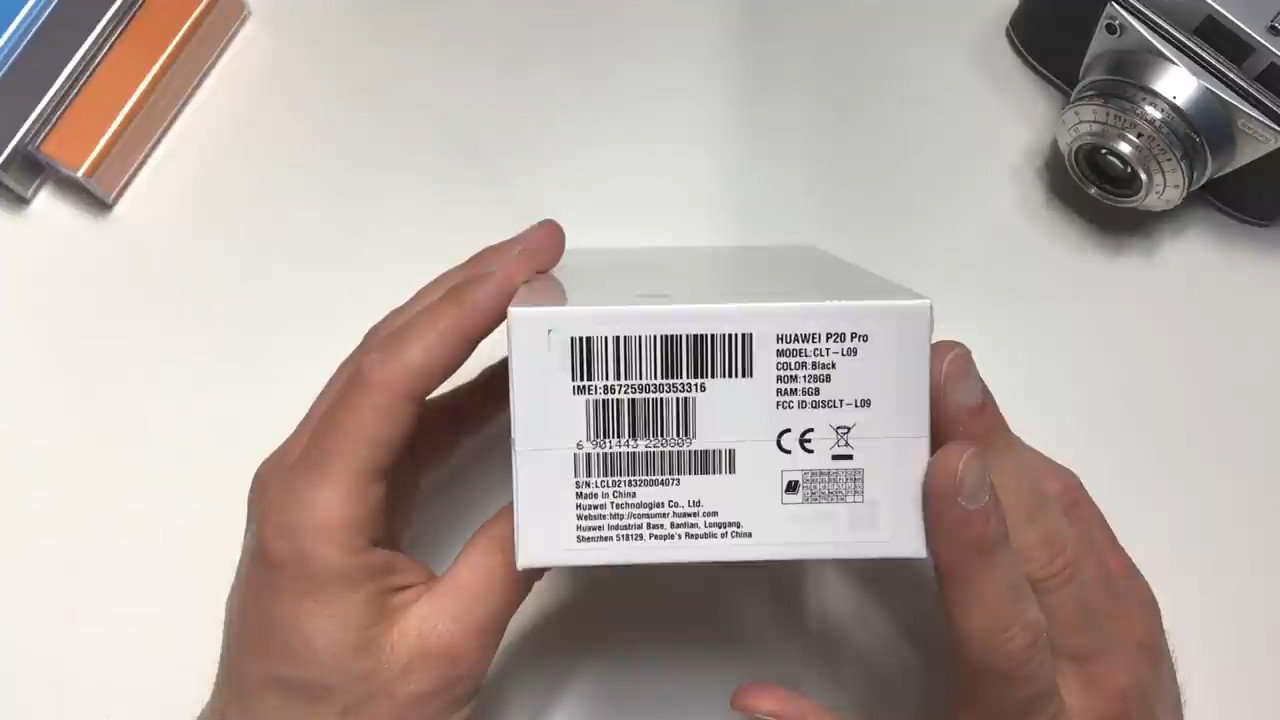 IMEI:867259030353316
6 901443 220809
S/N:LCL0218320004073
Made in China
Huawei Technologies Co., Ltd.
Website:http://consumer.huawei.com
Huawei Industrial Base, Bantian, Longgang,
Shenzhen 518129, People's Republic of China
HUAWEI P20 Pro
MODEL:CLT-L09
COLOR:Black
ROM:128GB
RAM:6GB
FCC ID:QISCLT-L09
CE